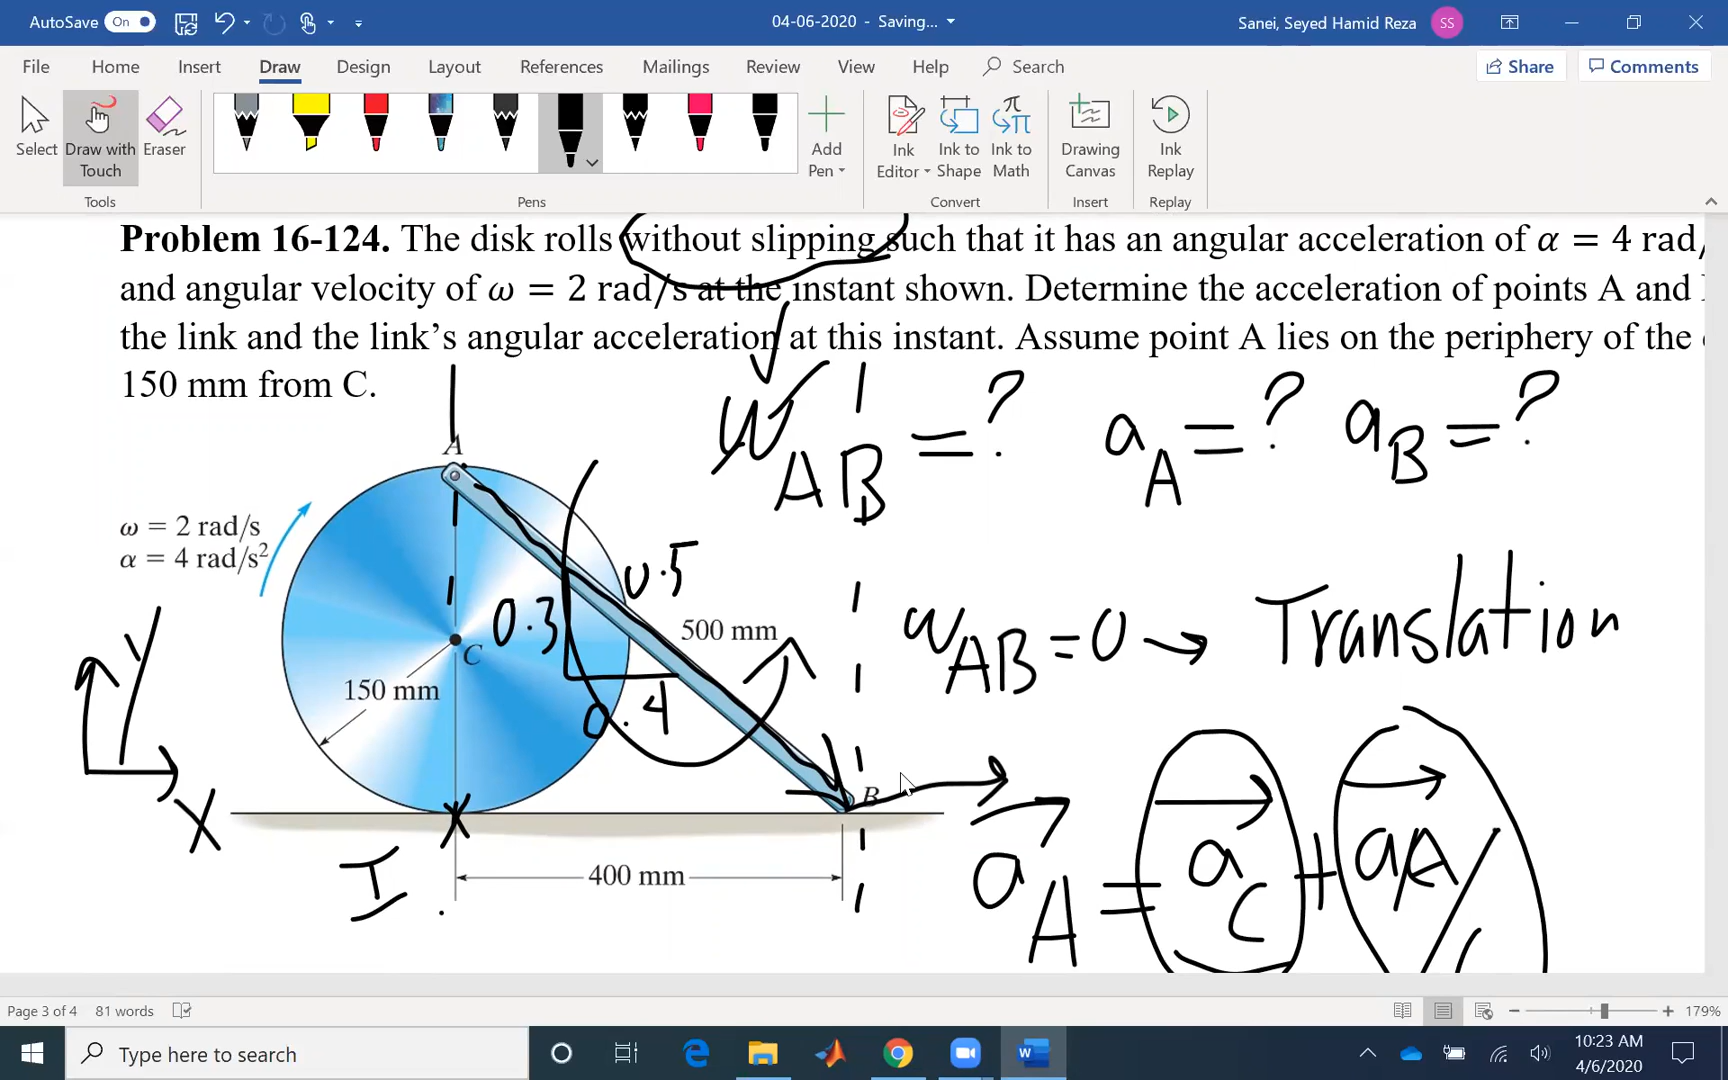 AutoSave On 04-06-2020 - Saving... Sanei, Seyed Hamid Reza SS
File Home Insert Draw Design Layout References Mailings Review View Help Search Share Comments
Select Draw with Touch Eraser Add Pen Ink Editor Ink to Shape Ink to Math Drawing Canvas Ink Replay
Tools Pens Convert Insert Replay
Problem 16-124. The disk rolls without slipping such that it has an angular acceleration of α = 4 rad/
and angular velocity of ω = 2 rad/s at the instant shown. Determine the acceleration of points A and
the link and the link's angular acceleration at this instant. Assume point A lies on the periphery of the
150 mm from C.
W AB = ? a A = ? a B = ?
A
ω = 2 rad/s
α = 4 rad/s²
0.5
0.3
500 mm
C
150 mm
0.4
W AB = 0 → Translation
Y
X
B
I.
400 mm
a A = a C + a A/
Page 3 of 4 81 words 179%
Type here to search
10:23 AM
4/6/2020